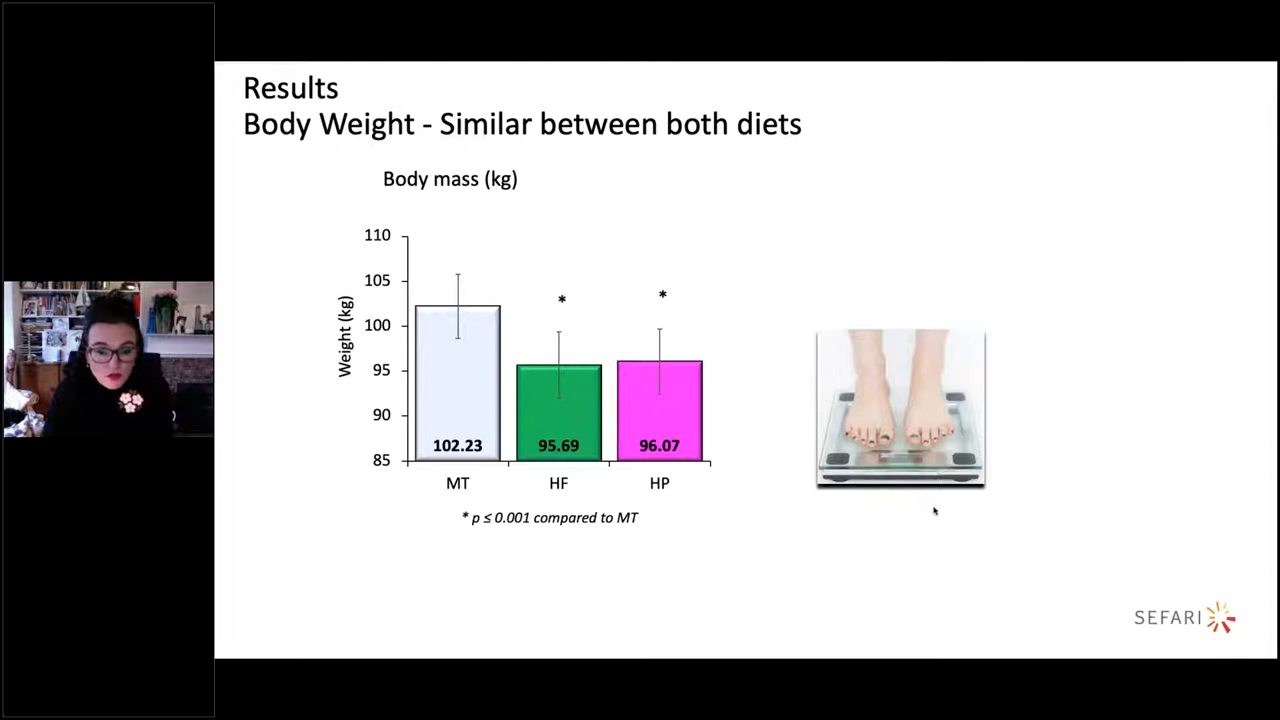 Results
Body Weight - Similar between both diets
Body mass (kg)
110
105
100
95
90
85
Weight (kg)
*
*
102.23
95.69
96.07
MT
HF
HP
* p ≤ 0.001 compared to MT
SEFARI